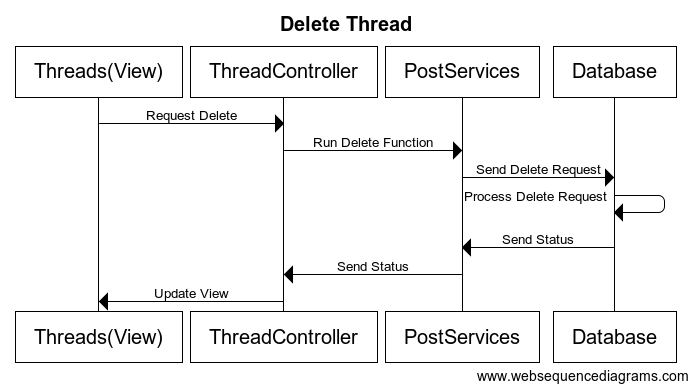 Delete Thread
Threads(View) ThreadController PostServices Database
Request Delete
Run Delete Function
Send Delete Request
Process Delete Request
Send Status
Send Status
Update View
Threads(View) ThreadController PostServices Database
www.websequencediagrams.com